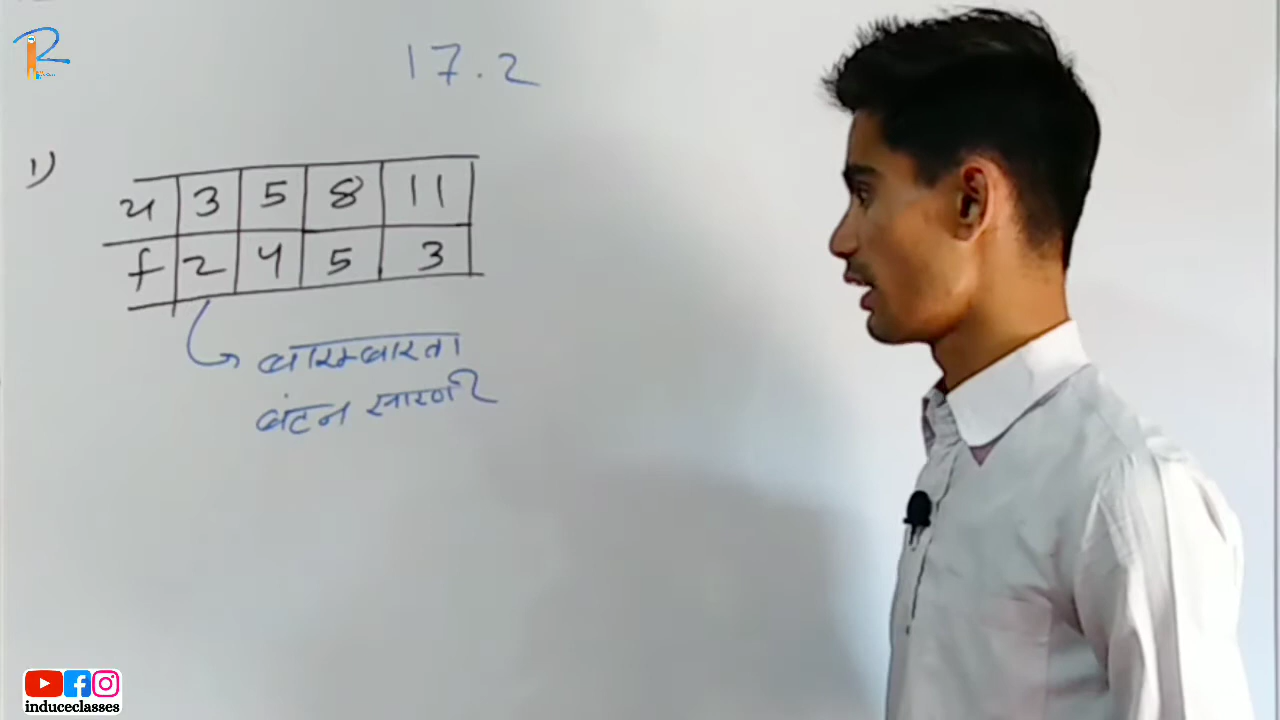 17.2
1)
x 3 5 8 11
f 2 4 5 3
बारम्बारता
बंटन सारणी
induceclasses